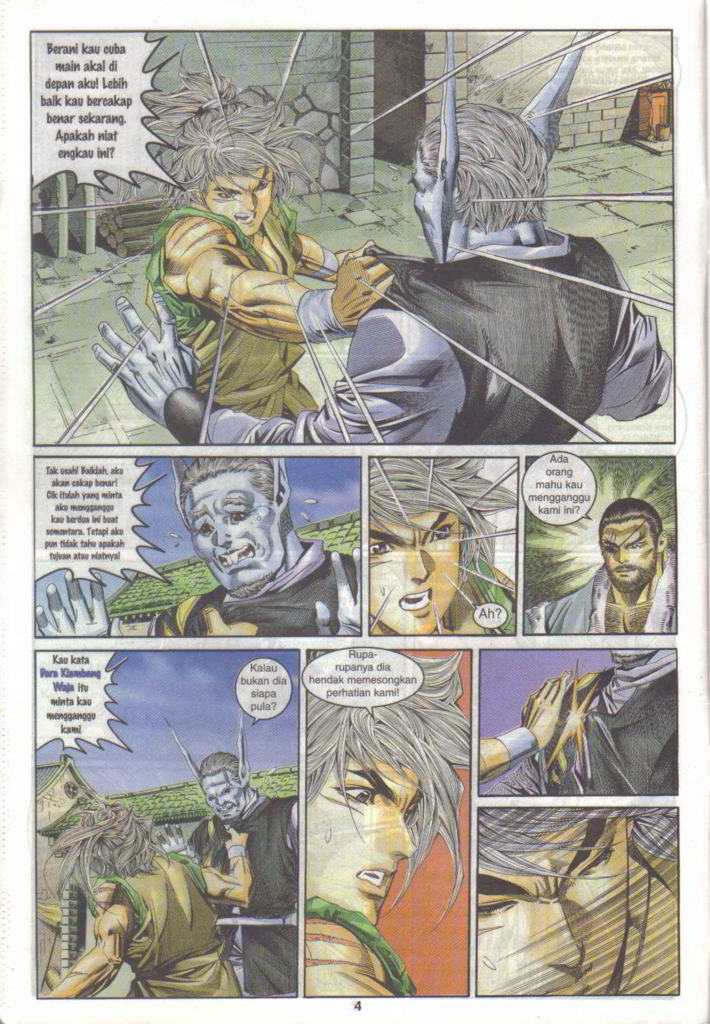 Berani kau cuba
main akal di
depan aku! Lebih
baik kau bercakap
benar sekarang.
Apakah niat
engkau ini?
Tak usah! Baiklah, aku
akan cakap benar!
Cik itulah yang minta
aku mengganggu
kau berdua ini buat
sementara. Tetapi aku
pun tidak tahu apakah
tujuan atau niatnya!
Ah?
Ada
orang
mahu kau
mengganggu
kami ini?
Kau kata
Dara Kiambang
Waja itu
minta kau
mengganggu
kami
Kalau
bukan dia
siapa
pula?
Rupa-
rupanya dia
hendak memesongkan
perhatian kami!
4